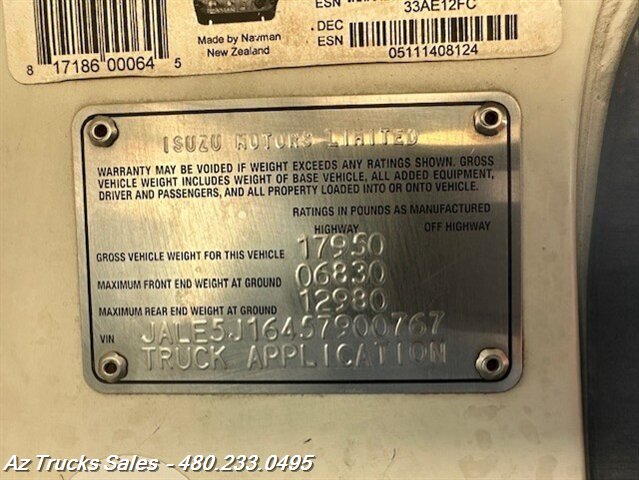 ESN
33AE12FC
. DEC
ESN
05111408124
Made by Navman
New Zealand
8 17186 00064 5
ISUZU MOTORS LIMITED
WARRANTY MAY BE VOIDED IF WEIGHT EXCEEDS ANY RATINGS SHOWN. GROSS
VEHICLE WEIGHT INCLUDES WEIGHT OF BASE VEHICLE, ALL ADDED EQUIPMENT,
DRIVER AND PASSENGERS, AND ALL PROPERTY LOADED INTO OR ONTO VEHICLE.
RATINGS IN POUNDS AS MANUFACTURED
HIGHWAY OFF HIGHWAY
GROSS VEHICLE WEIGHT FOR THIS VEHICLE 17950
MAXIMUM FRONT END WEIGHT AT GROUND 06830
MAXIMUM REAR END WEIGHT AT GROUND 12980
VIN JALE5J16457900767
TRUCK APPLICATION
Az Trucks Sales - 480.233.0495